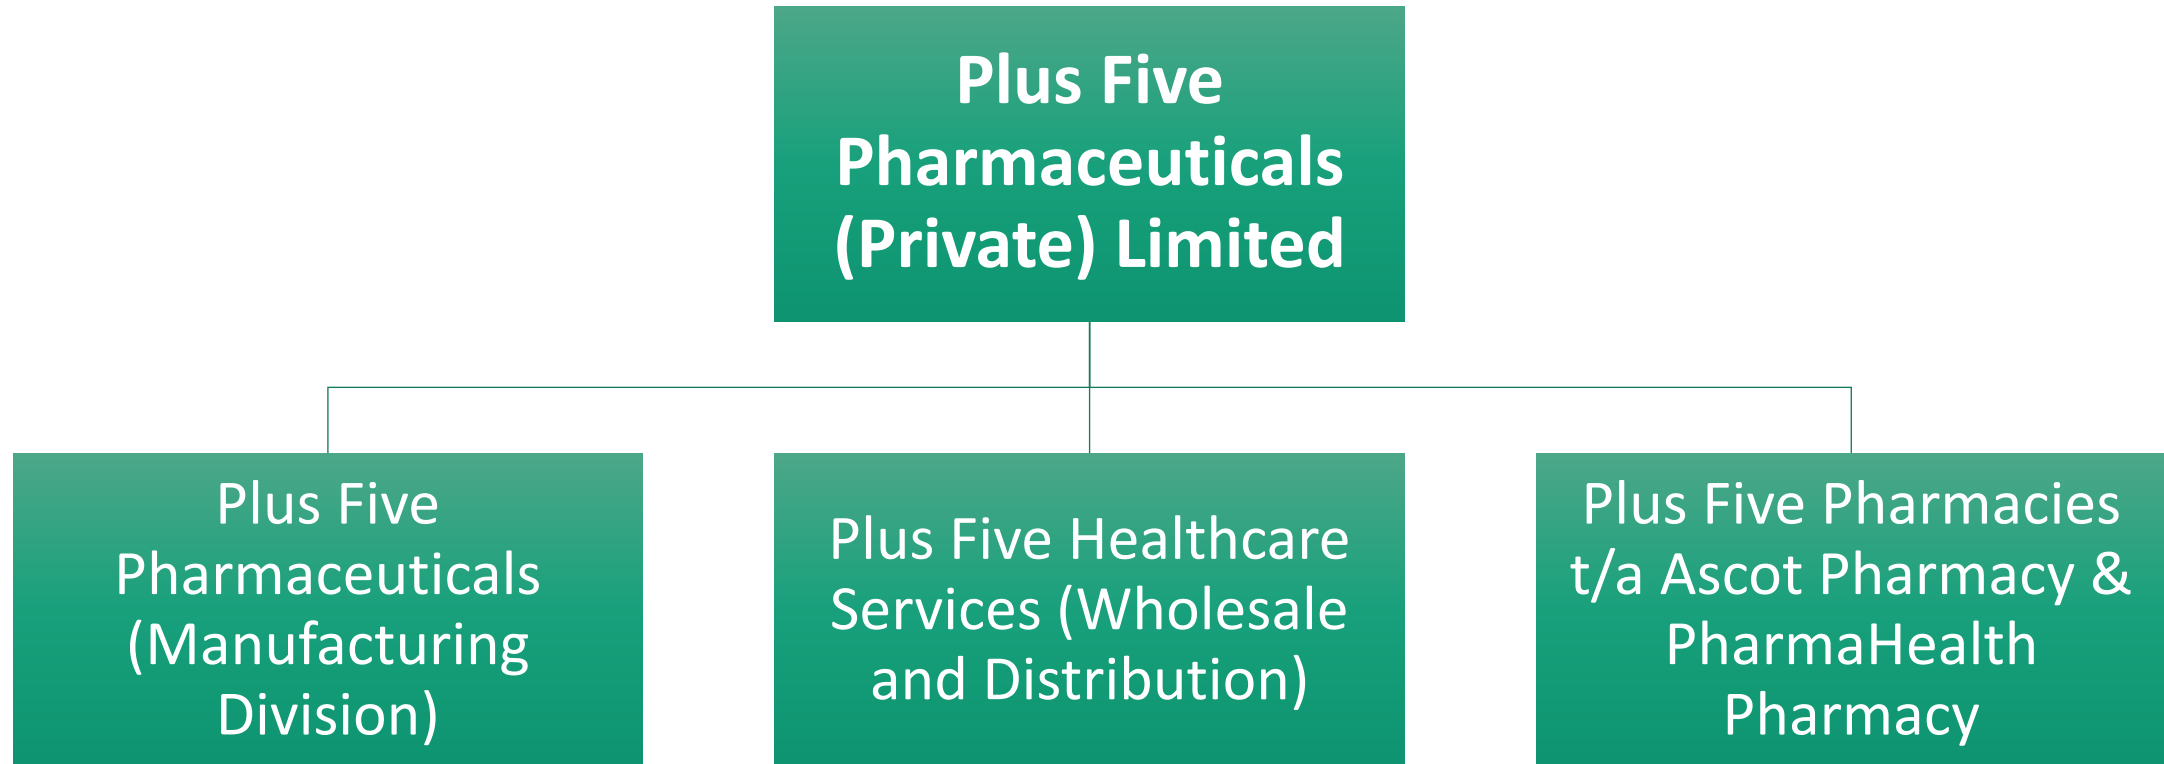 Plus Five
Pharmaceuticals
(Private) Limited
Plus Five
Pharmaceuticals
(Manufacturing
Division)
Plus Five Healthcare
Services (Wholesale
and Distribution)
Plus Five Pharmacies
t/a Ascot Pharmacy &
PharmaHealth
Pharmacy